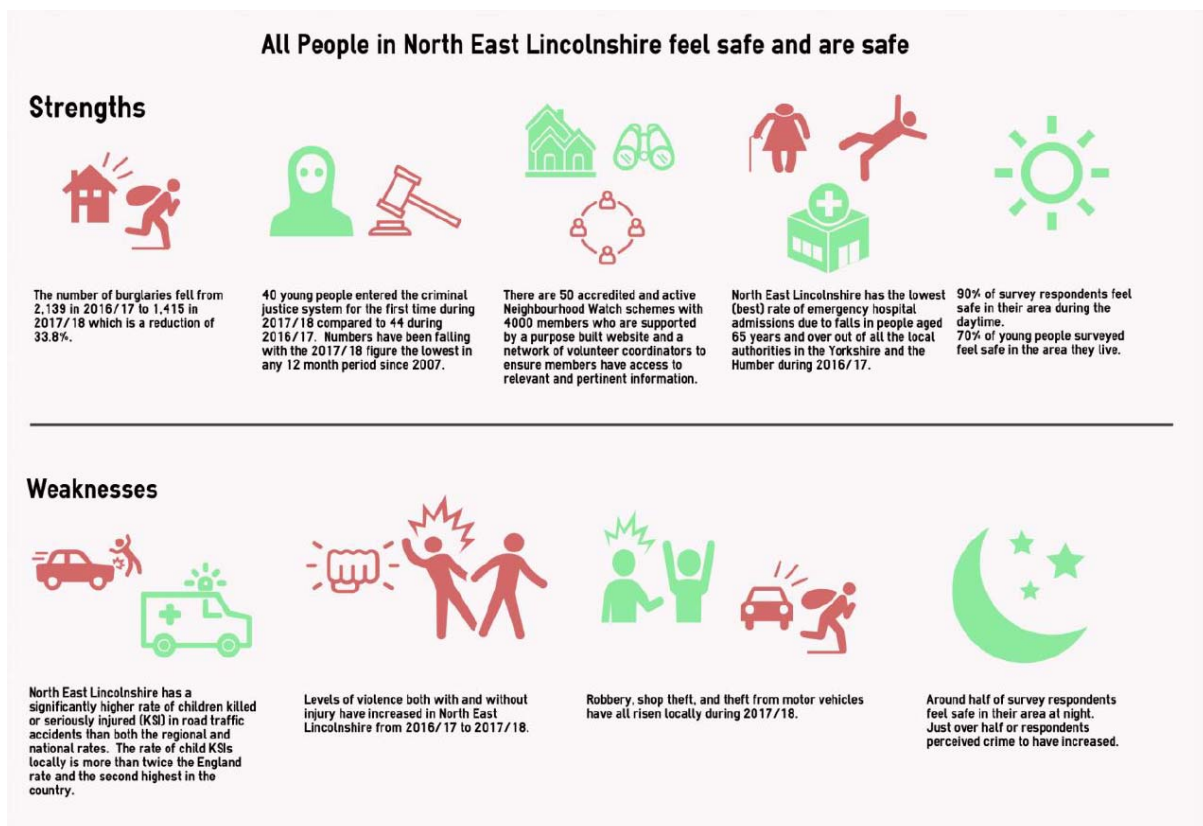 All People in North East Lincolnshire feel safe and are safe
Strengths
The number of burglaries fell from
2,139 in 2016/17 to 1,415 in
2017/18 which is a reduction of
33.8%.
40 young people entered the criminal
justice system for the first time during
2017/18 compared to 44 during
2016/17. Numbers have been falling
with the 2017/18 figure the lowest in
any 12 month period since 2007.
There are 50 accredited and active
Neighbourhood Watch schemes with
4000 members who are supported
by a purpose built website and a
network of volunteer coordinators to
ensure members have access to
relevant and pertinent information.
North East Lincolnshire has the lowest
(best) rate of emergency hospital
admissions due to falls in people aged
65 years and over out of all the local
authorities in the Yorkshire and the
Humber during 2016/17.
90% of survey respondents feel
safe in their area during the
daytime.
70% of young people surveyed
feel safe in the area they live.
Weaknesses
North East Lincolnshire has a
significantly higher rate of children killed
or seriously injured (KSI) in road traffic
accidents than both the regional and
national rates. The rate of child KSIs
locally is more than twice the England
rate and the second highest in the
country.
Levels of violence both with and without
injury have increased in North East
Lincolnshire from 2016/17 to 2017/18.
Robbery, shop theft, and theft from motor vehicles
have all risen locally during 2017/18.
Around half of survey respondents
feel safe in their area at night.
Just over half or respondents
perceived crime to have increased.